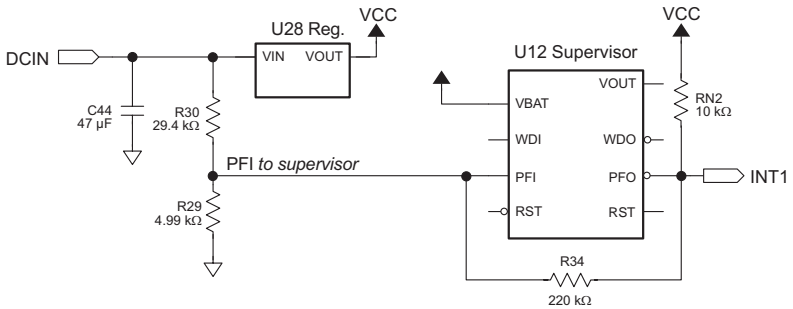 VCC
VCC
U28 Reg.
U12 Supervisor
DCIN
VIN VOUT
VOUT
C44
47 µF
R30
29.4 kΩ
VBAT
RN2
10 kΩ
WDI
WDO
PFI to supervisor
PFI
PFO
INT1
R29
4.99 kΩ
RST
RST
R34
220 kΩ